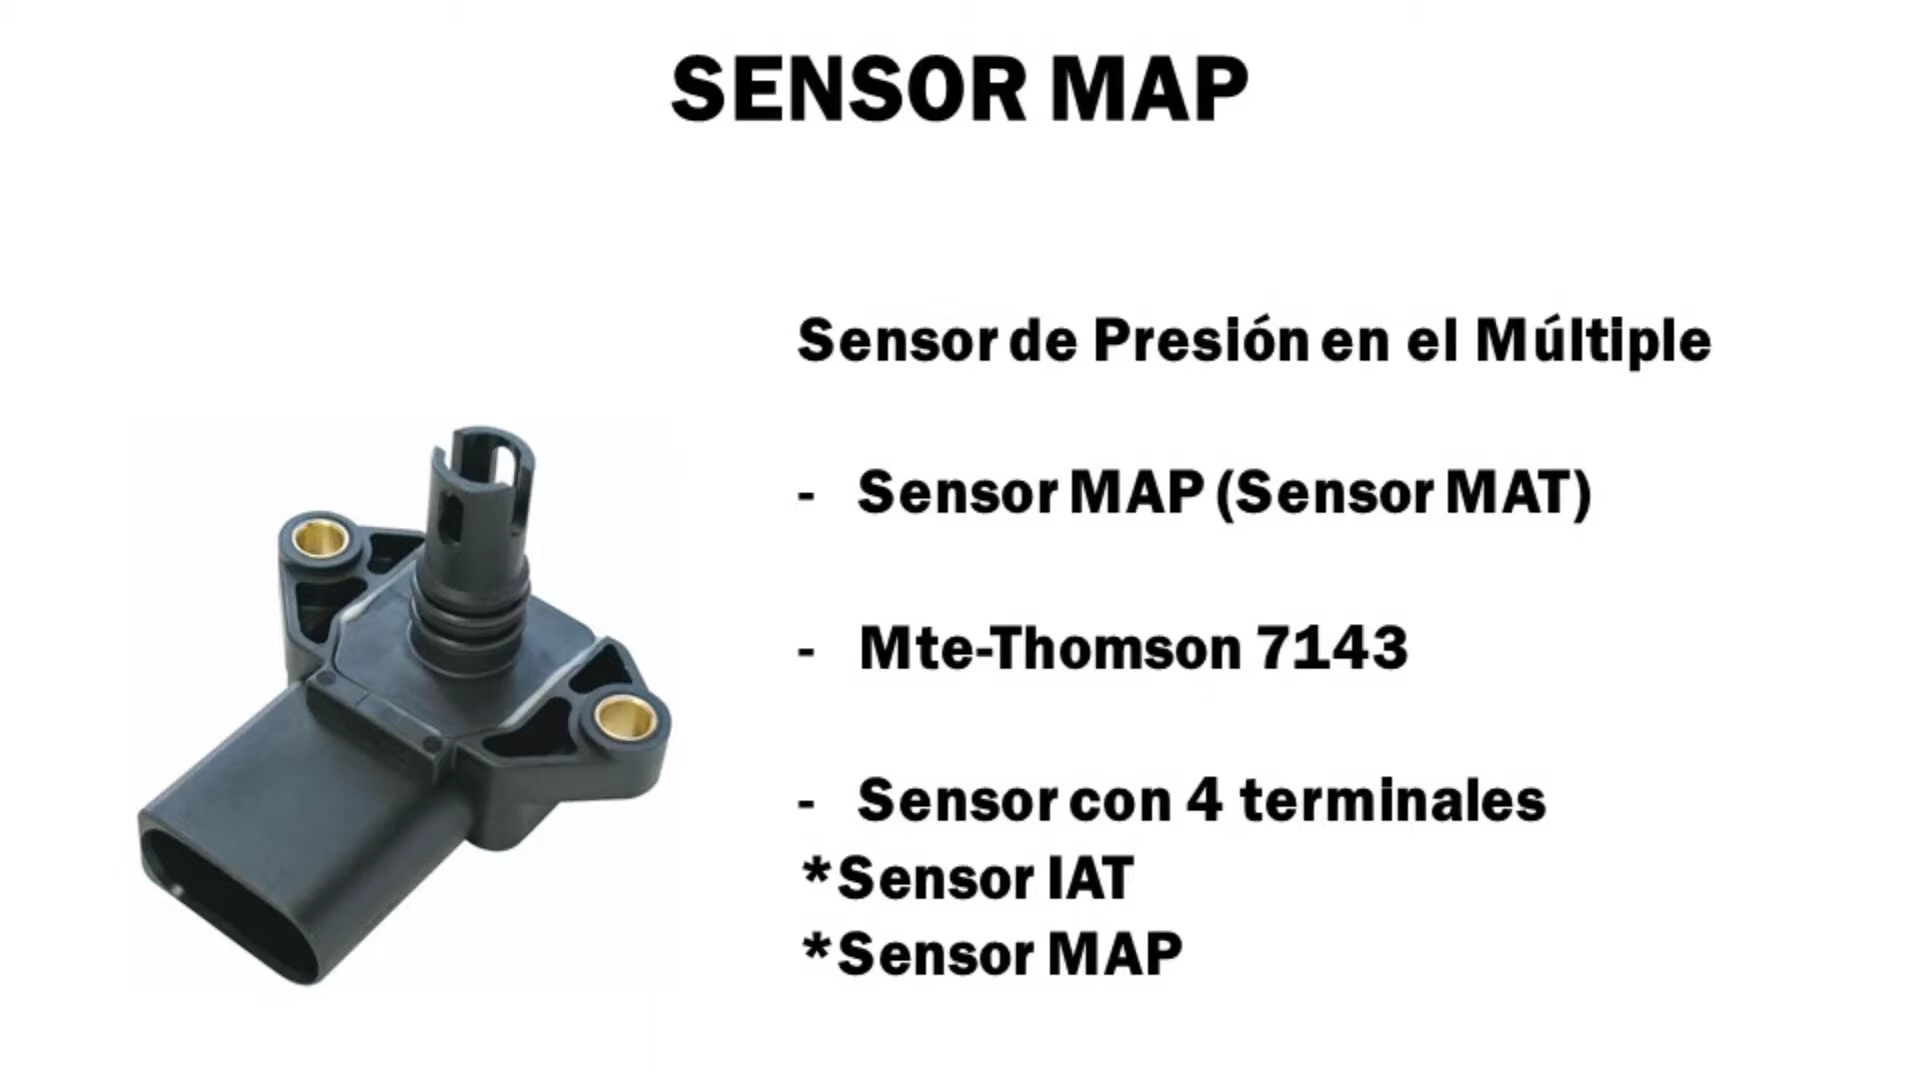 SENSOR MAP
Sensor de Presión en el Múltiple
- Sensor MAP (Sensor MAT)
- Mte-Thomson 7143
- Sensor con 4 terminales
*Sensor IAT
*Sensor MAP